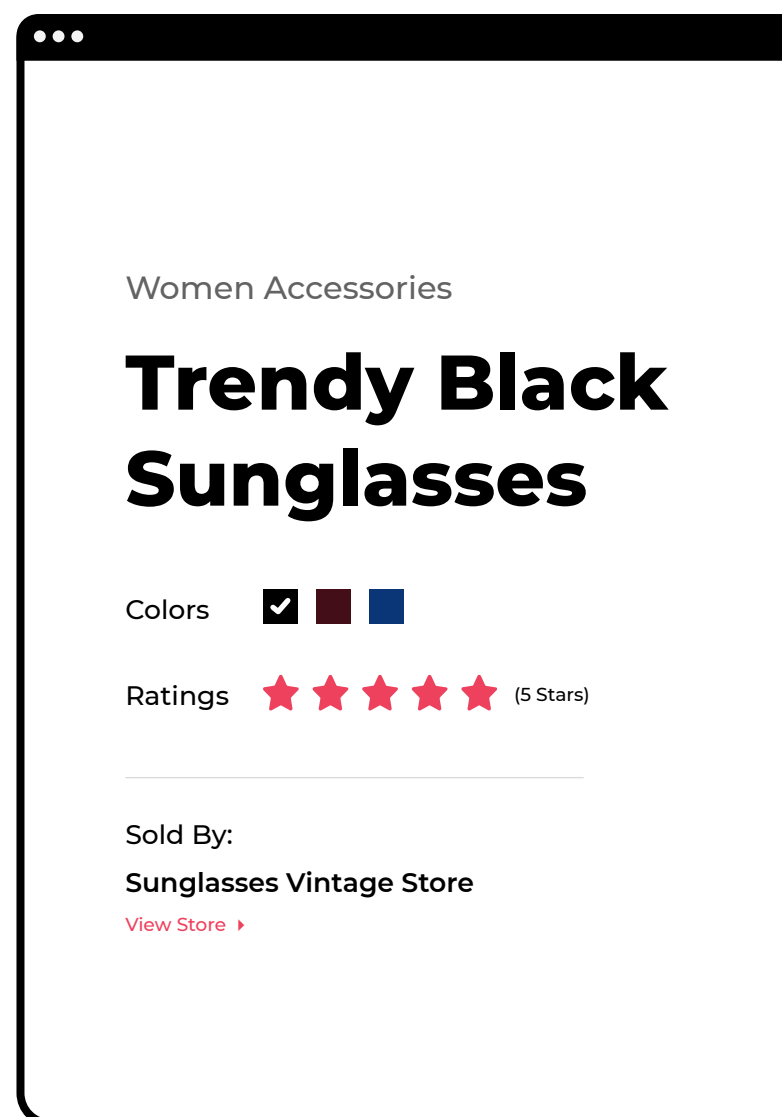 Women Accessories
Trendy Black
Sunglasses
Colors
Ratings (5 Stars)
Sold By:
Sunglasses Vintage Store
View Store